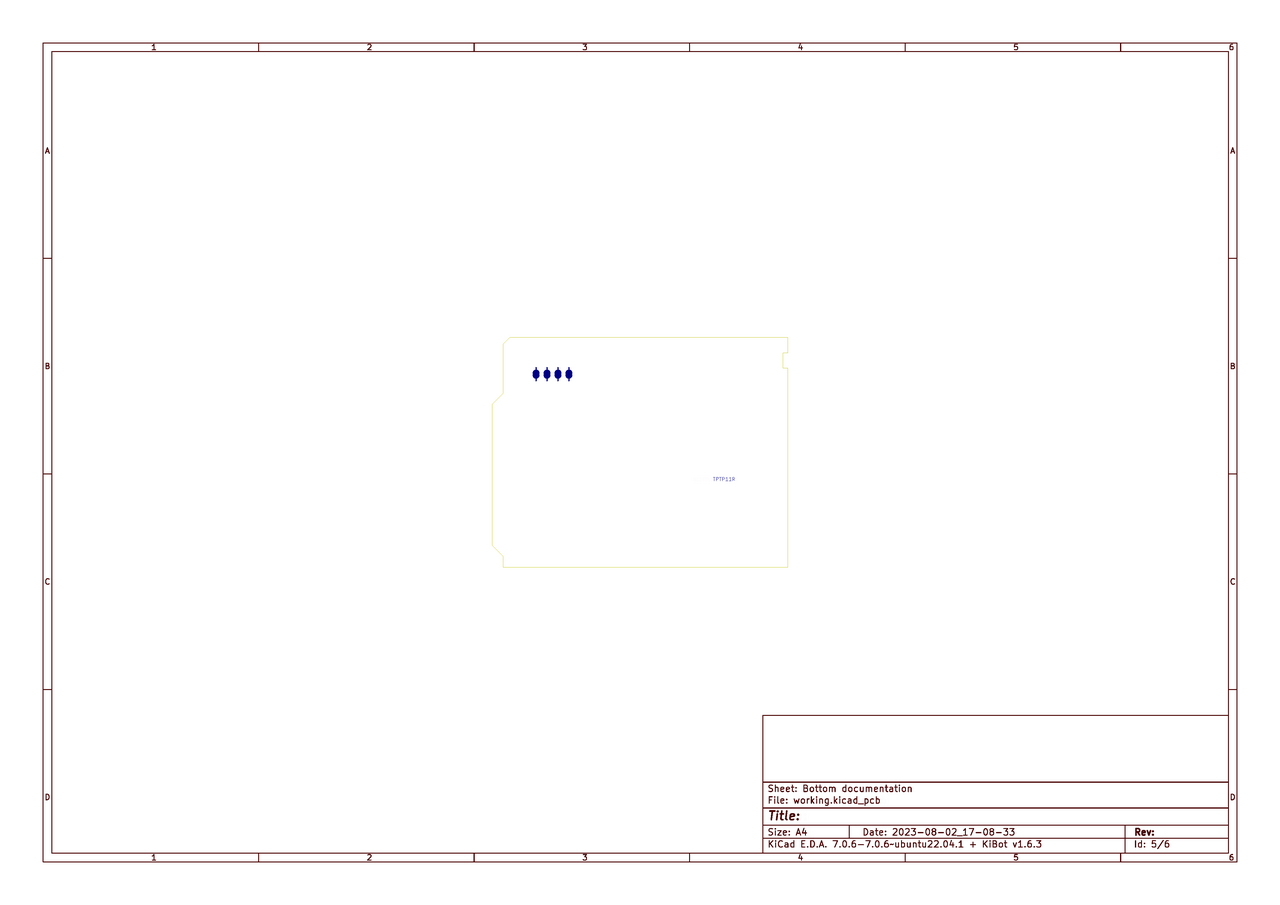 1 2 3 4 5 6
A A
B B
TPTP11R
C C
Sheet: Bottom documentation
File: working.kicad_pcb
D D
Title:
Size: A4 Date: 2023-08-02_17-08-33 Rev:
KiCad E.D.A. 7.0.6-7.0.6~ubuntu22.04.1 + KiBot v1.6.3 Id: 5/6
1 2 3 4 5 6